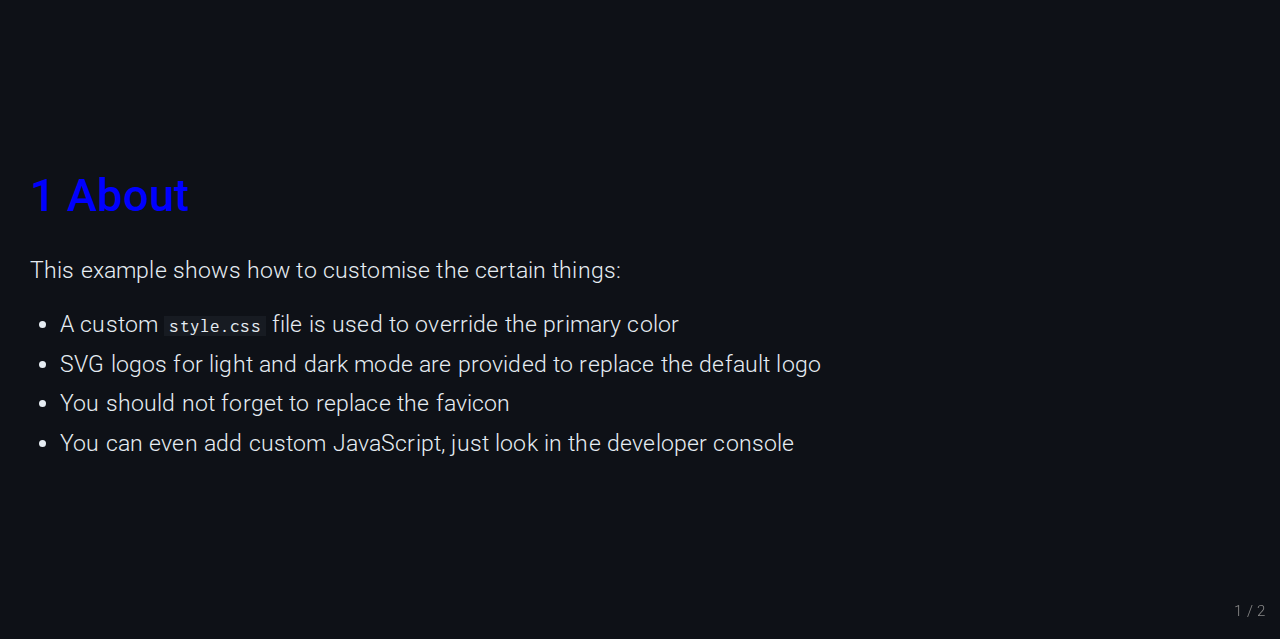 1 About
This example shows how to customise the certain things:
• A custom style.css file is used to override the primary color
• SVG logos for light and dark mode are provided to replace the default logo
• You should not forget to replace the favicon
• You can even add custom JavaScript, just look in the developer console
1 / 2